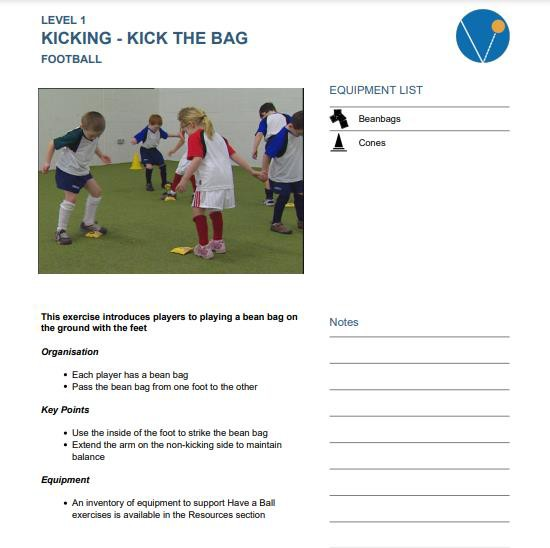 LEVEL 1
KICKING - KICK THE BAG
FOOTBALL
EQUIPMENT LIST
Beanbags
Cones
This exercise introduces players to playing a bean bag on
the ground with the feet
Organisation
• Each player has a bean bag
• Pass the bean bag from one foot to the other
Key Points
• Use the inside of the foot to strike the bean bag
• Extend the arm on the non-kicking side to maintain
balance
Equipment
• An inventory of equipment to support Have a Ball
exercises is available in the Resources section
Notes